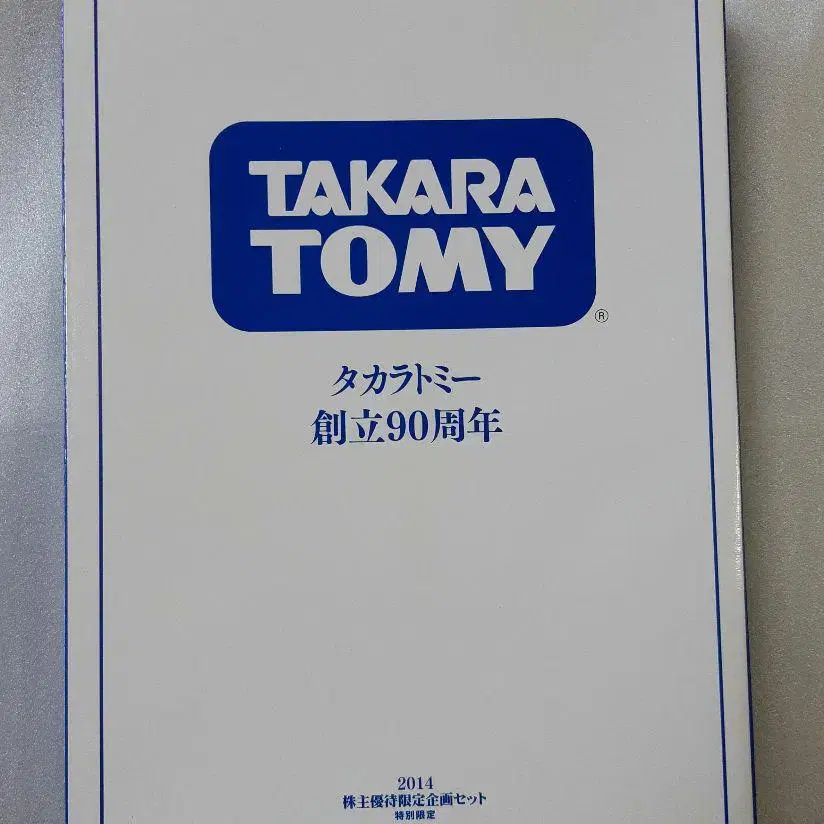 TAKARA
TOMY
®
タカラトミー
創立90周年
2014
株主優待限定企画セット
特別限定